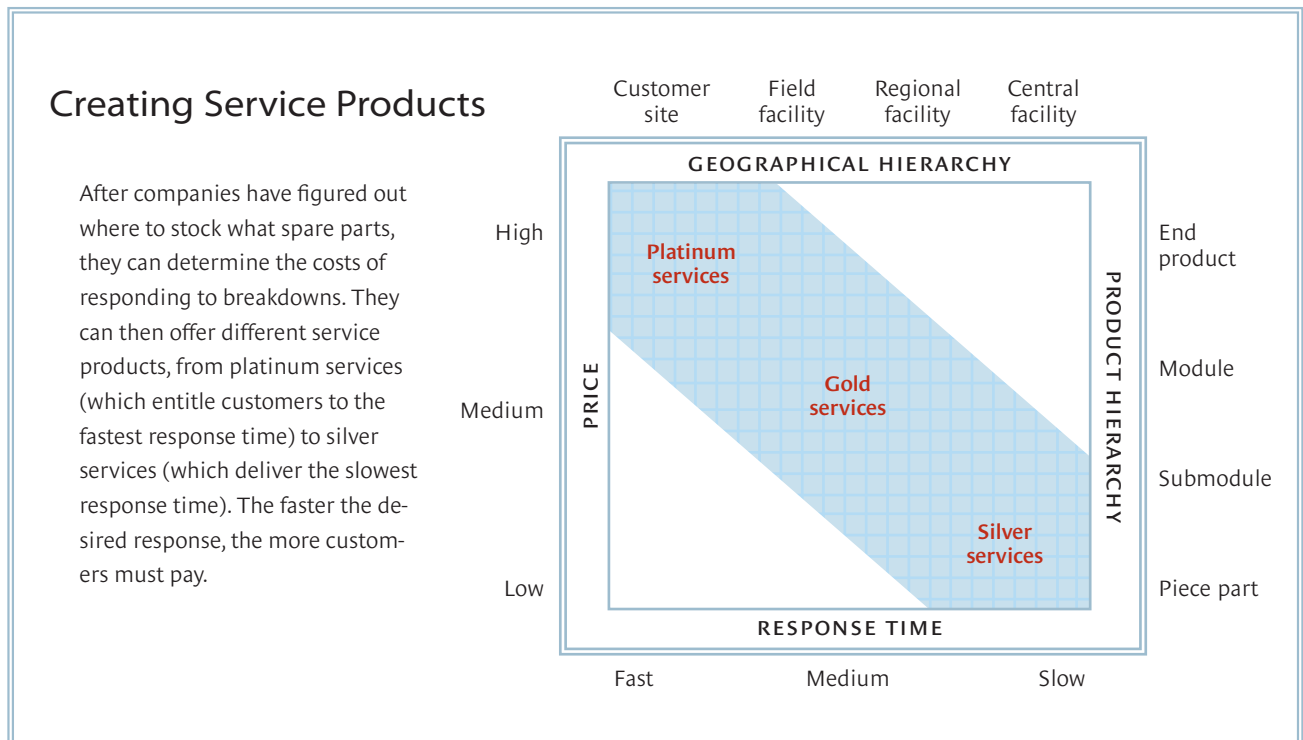 Creating Service Products
After companies have figured out
where to stock what spare parts,
they can determine the costs of
responding to breakdowns. They
can then offer different service
products, from platinum services
(which entitle customers to the
fastest response time) to silver
services (which deliver the slowest
response time). The faster the de-
sired response, the more custom-
ers must pay.
Customer
site
Field
facility
Regional
facility
Central
facility
GEOGRAPHICAL HIERARCHY
High
Medium
Low
PRICE
Platinum
services
Gold
services
Silver
services
PRODUCT HIERARCHY
End
product
Module
Submodule
Piece part
RESPONSE TIME
Fast
Medium
Slow